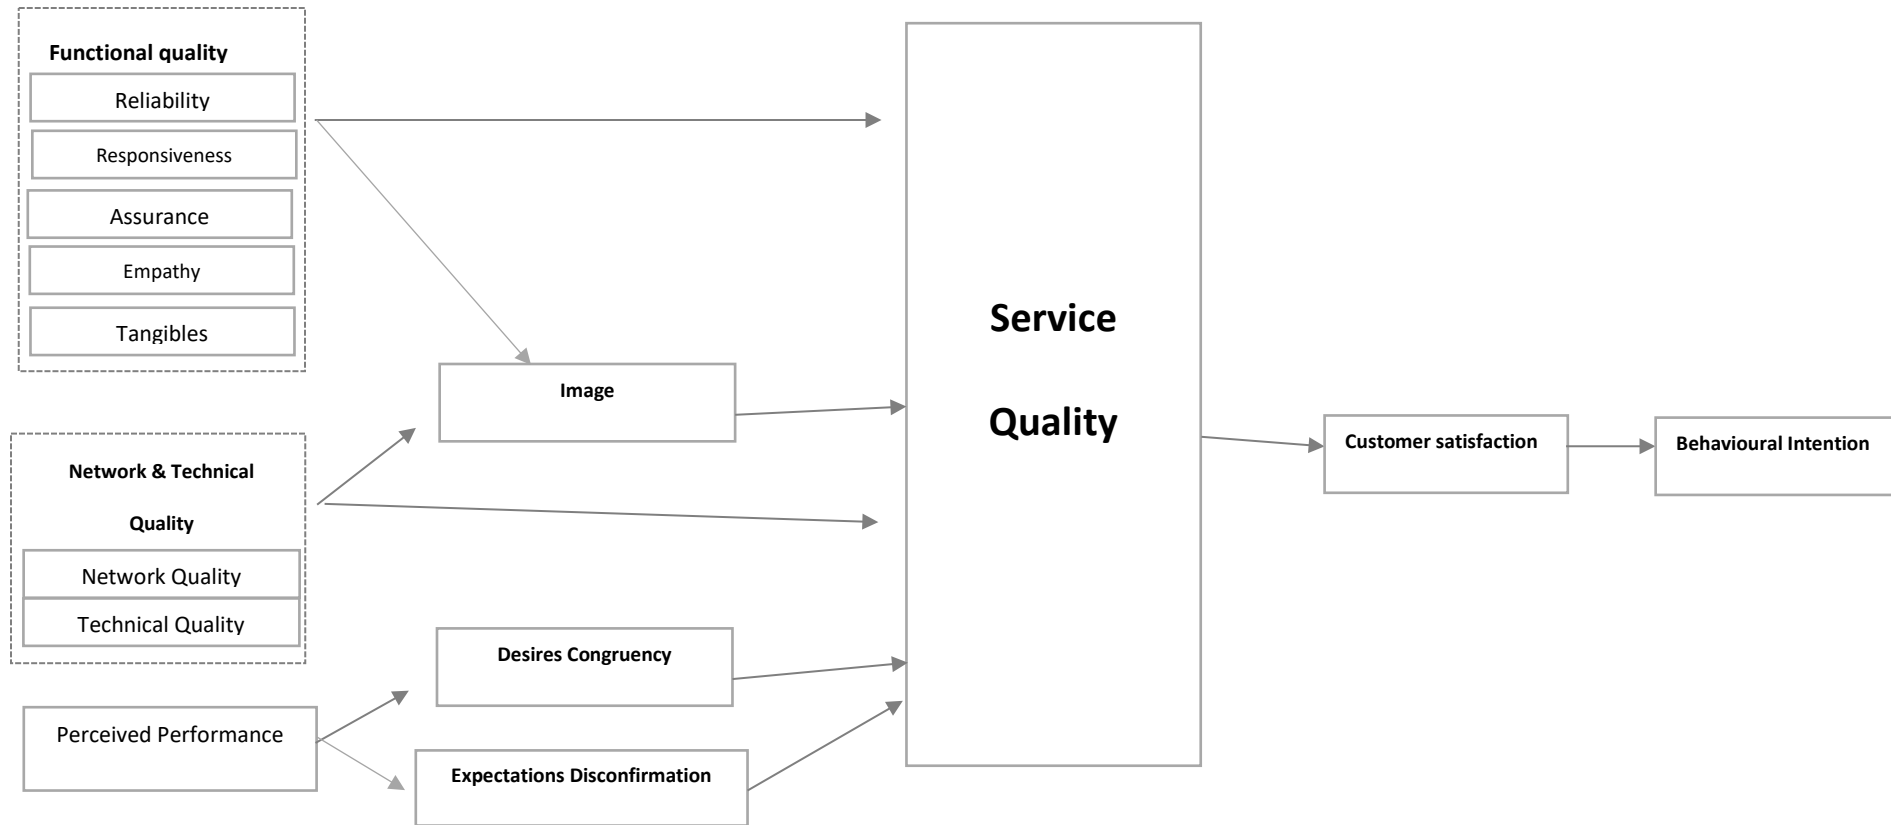 Functional quality
Reliability
Responsiveness
Assurance
Empathy
Tangibles
Network & Technical
Quality
Network Quality
Technical Quality
Perceived Performance
Image
Desires Congruency
Expectations Disconfirmation
Service
Quality
Customer satisfaction
Behavioural Intention